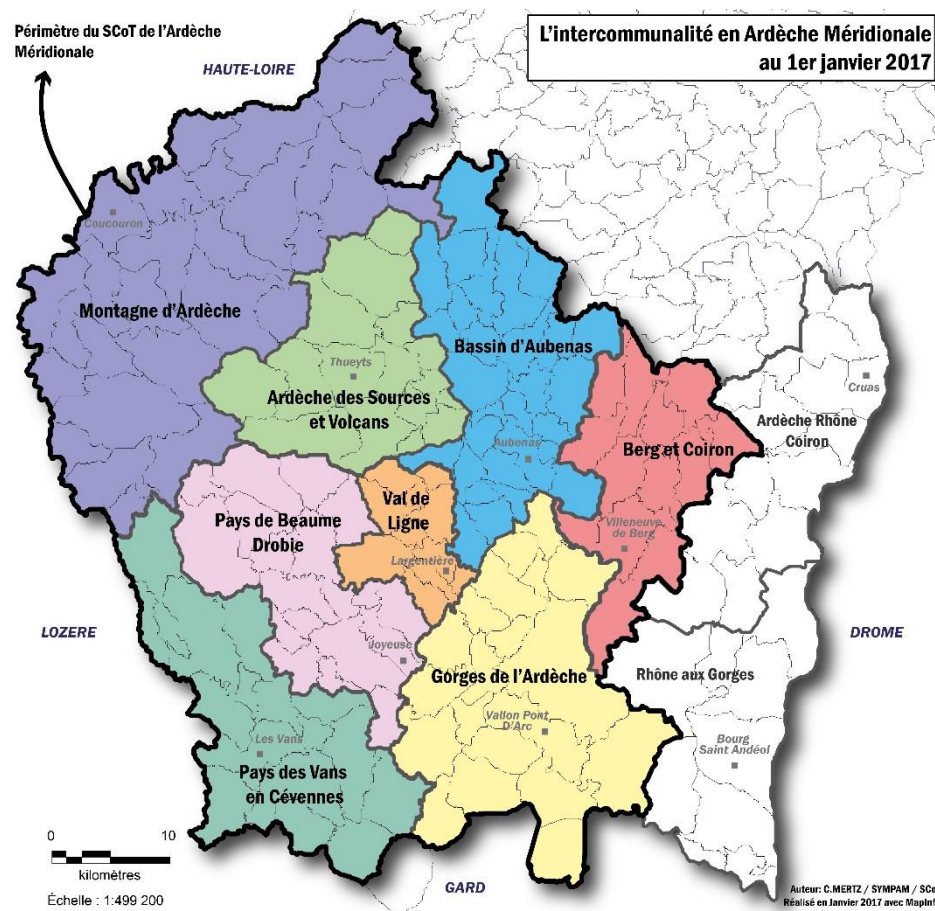 Périmètre du SCoT de l'Ardèche
Méridionale
L'intercommunalité en Ardèche Méridionale
au 1er janvier 2017
HAUTE-LOIRE
Coucouron
Montagne d'Ardèche
Bassin d'Aubenas
Thueyts
Ardèche des Sources
et Volcans
Cruas
Ardèche Rhône
Coiron
Aubenas
Berg et Coiron
Val de
Ligne
Pays de Beaume
Drobie
Villeneuve
de Berg
Largentière
LOZERE
DROME
Joyeuse
Gorges de l'Ardèche
Rhône aux Gorges
Vallon Pont
D'Arc
Les Vans
Bourg
Saint Andéol
Pays des Vans
en Cévennes
0 10
kilomètres
Échelle : 1:499 200
GARD
Auteur: C.MERTZ / SYMPAM / SCo
Réalisé en Janvier 2017 avec MapInf